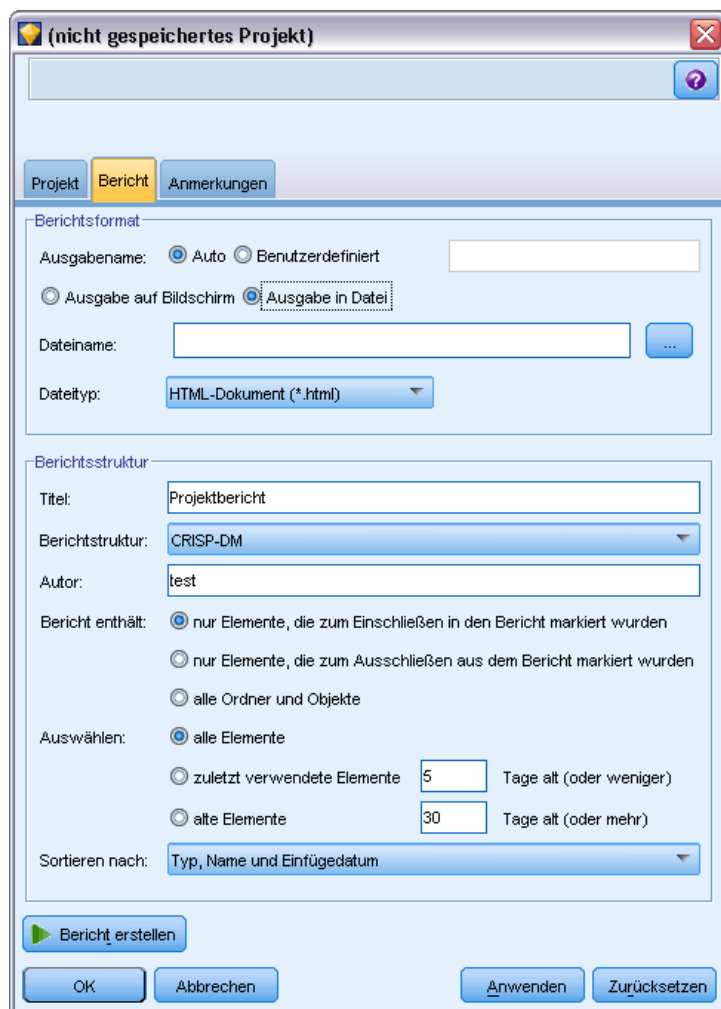 (nicht gespeichertes Projekt)
Projekt Bericht Anmerkungen
Berichtsformat
Ausgabename: Auto Benutzerdefiniert
Ausgabe auf Bildschirm Ausgabe in Datei
Dateiname: ...
Dateityp: HTML-Dokument (*.html)
Berichtsstruktur
Titel: Projektbericht
Berichtstruktur: CRISP-DM
Autor: test
Bericht enthält: nur Elemente, die zum Einschließen in den Bericht markiert wurden
nur Elemente, die zum Ausschließen aus dem Bericht markiert wurden
alle Ordner und Objekte
Auswählen: alle Elemente
zuletzt verwendete Elemente 5 Tage alt (oder weniger)
alte Elemente 30 Tage alt (oder mehr)
Sortieren nach: Typ, Name und Einfügedatum
Bericht erstellen
OK Abbrechen Anwenden Zurücksetzen